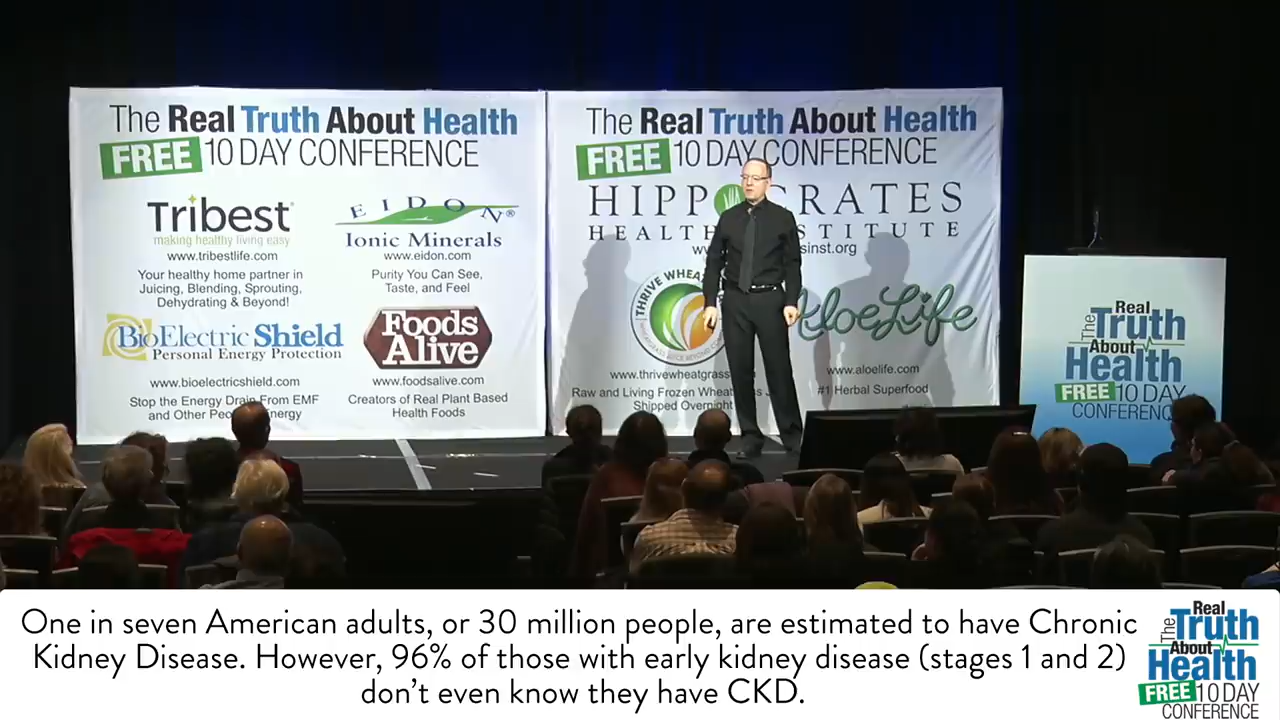 The Real Truth About Health
FREE 10 DAY CONFERENCE
Tribest
making healthy living easy
www.tribestlife.com
Your healthy home partner in
Juicing, Blending, Sprouting,
Dehydrating & Beyond!
EIDON®
Ionic Minerals
www.eidon.com
Purity You Can See,
Taste, and Feel
BioElectric Shield
Personal Energy Protection
www.bioelectricshield.com
Stop the Energy Drain From EMF
and Other Energy
Foods
Alive
www.foodsalive.com
Creators of Real Plant Based
Health Foods
The Real Truth About Health
FREE 10 DAY CONFERENCE
HIPPOCRATES
HEALTH
THRIVE
Raw and Living Frozen
Shipped Overnight
AloeLife
www.aloelife.com
#1 Herbal Superfood
The Real
Truth
About
Health
FREE 10 DAY
CONFERENCE
One in seven American adults, or 30 million people, are estimated to have Chronic
Kidney Disease. However, 96% of those with early kidney disease (stages 1 and 2)
don't even know they have CKD.
The Real
Truth
About
Health
FREE 10 DAY
CONFERENCE